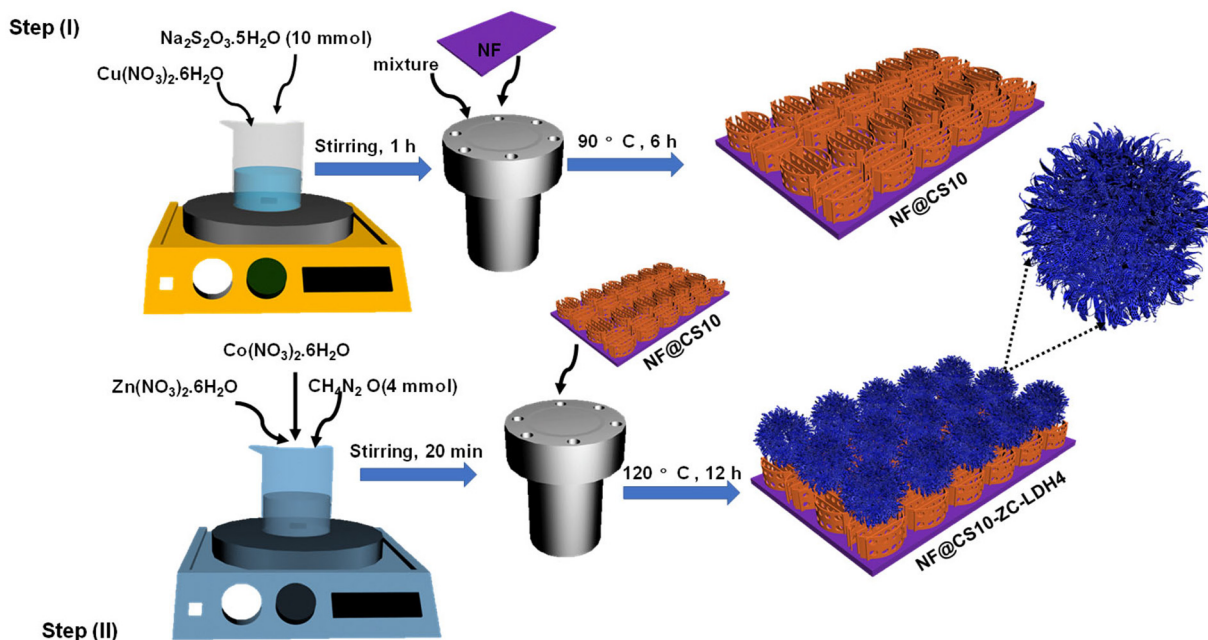 Step (I)
Na₂S₂O₃.5H₂O (10 mmol)
Cu(NO₃)₂.6H₂O
mixture
NF
Stirring, 1 h
90 ° C , 6 h
NF@CS10
NF@CS10
Co(NO₃)₂.6H₂O
Zn(NO₃)₂.6H₂O
CH₄N₂ O(4 mmol)
Stirring, 20 min
120 ° C , 12 h
NF@CS10-ZC-LDH4
Step (II)